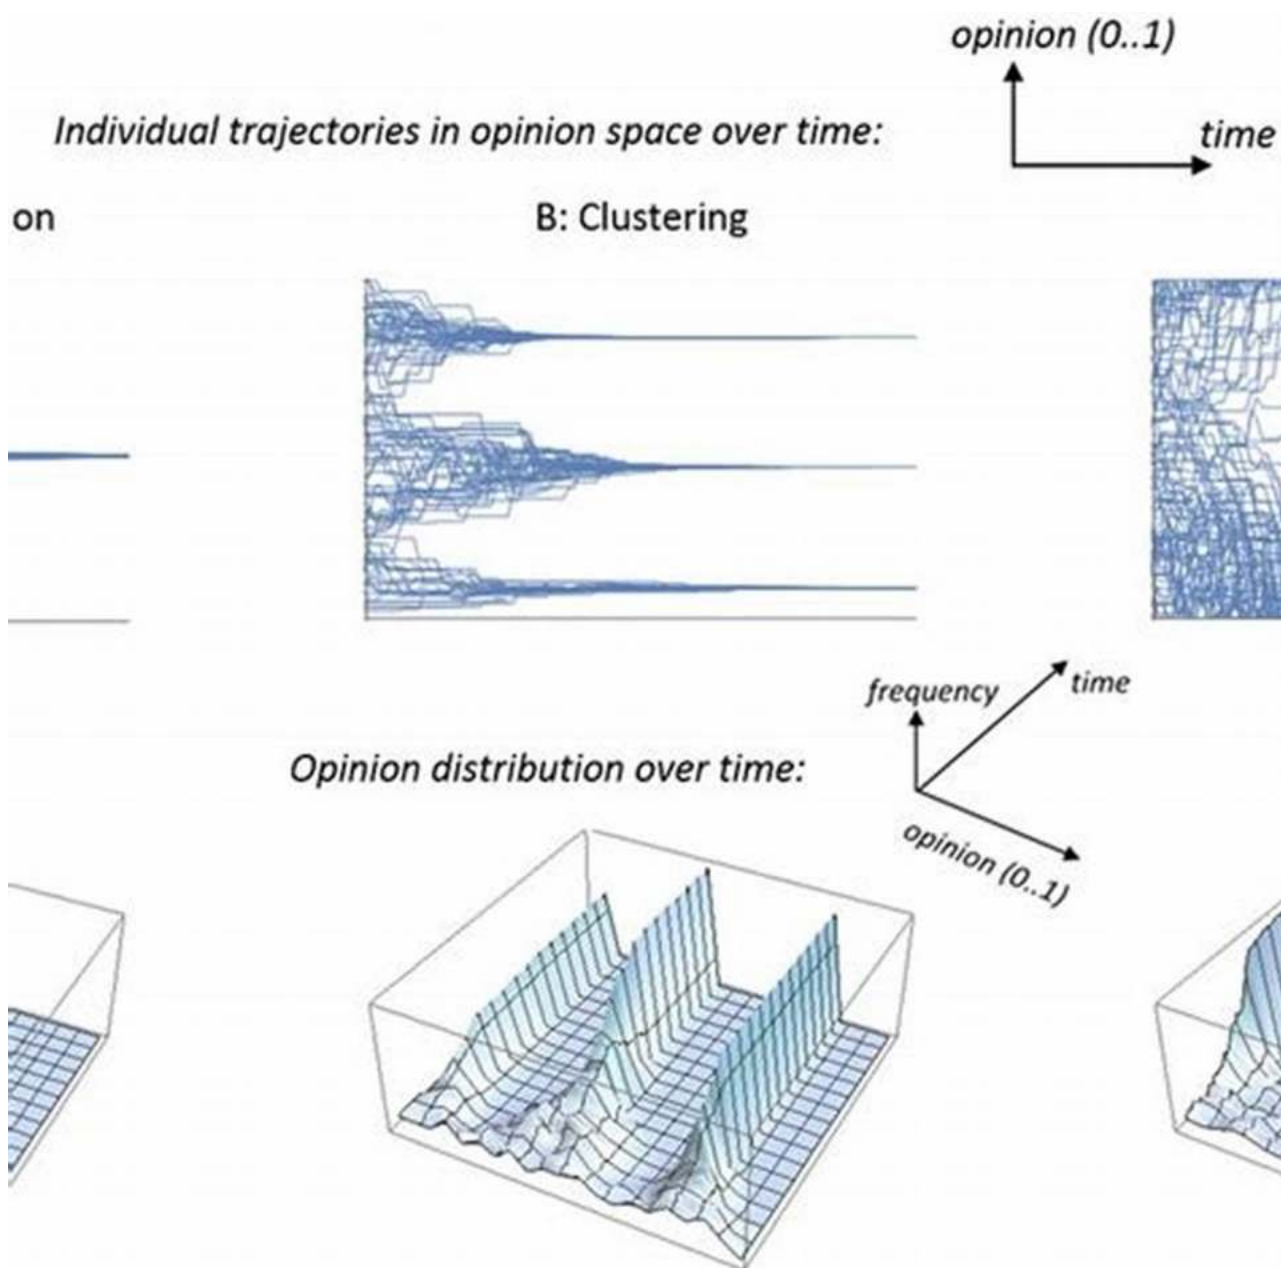 opinion (0..1)
Individual trajectories in opinion space over time:
time
on
B: Clustering
frequency
time
Opinion distribution over time:
opinion (0..1)